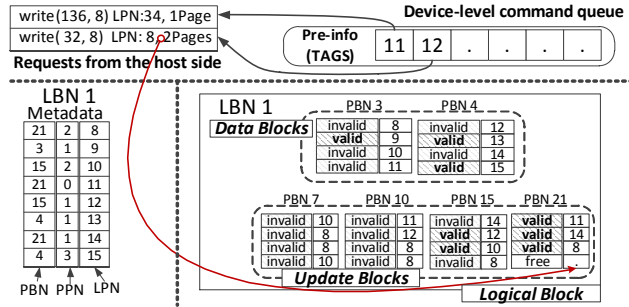 write(136, 8) LPN:34, 1Page
write( 32, 8) LPN: 8, 2Pages
Requests from the host side
Device-level command queue
Pre-info
(TAGS)
11 12 . . . .
LBN 1
Metadata
21 2 8
3 1 9
15 2 10
21 0 11
15 1 12
4 1 13
21 1 14
4 3 15
PBN PPN LPN
LBN 1
Data Blocks
PBN 3
invalid 8
valid 9
invalid 10
invalid 11
PBN 4
invalid 12
valid 13
invalid 14
valid 15
PBN 7
invalid 10
invalid 8
invalid 8
invalid 10
PBN 10
invalid 11
invalid 12
invalid 8
invalid 8
PBN 15
invalid 14
valid 12
valid 10
invalid 8
PBN 21
valid 11
valid 14
valid 8
free .
Update Blocks
Logical Block